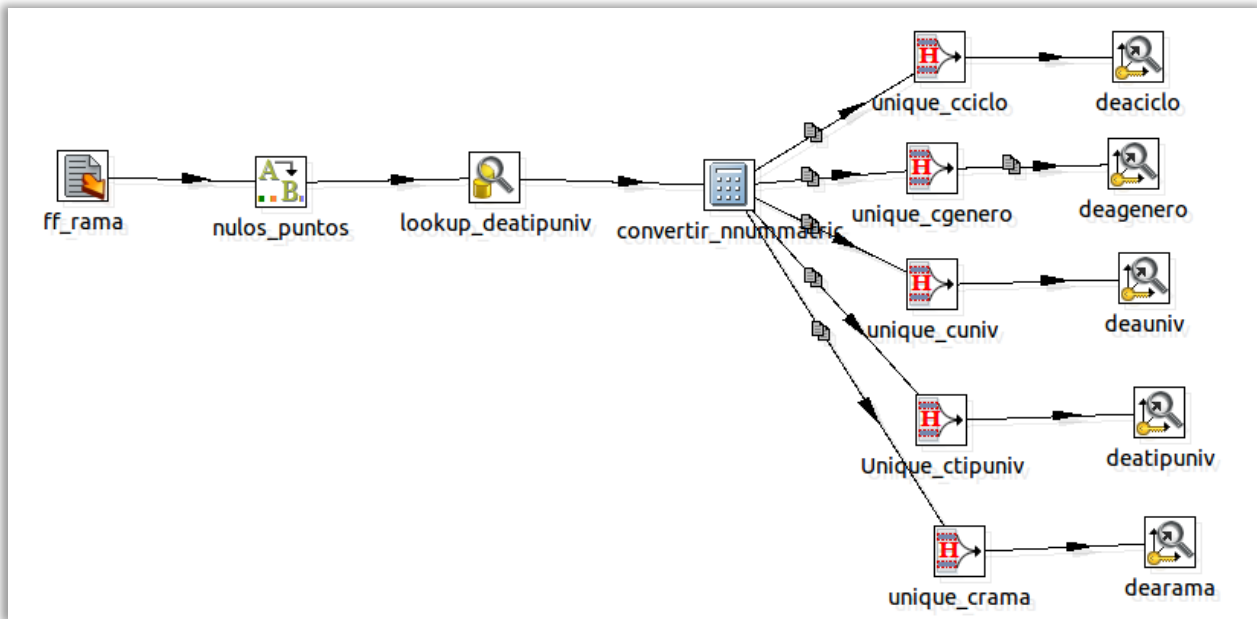 ff_rama
nulos_puntos
lookup_deatipuniv
convertir_nnummatric
unique_cciclo
deaciclo
unique_cgenero
deagenero
unique_cuniv
deauniv
Unique_ctipuniv
deatipuniv
unique_crama
dearama